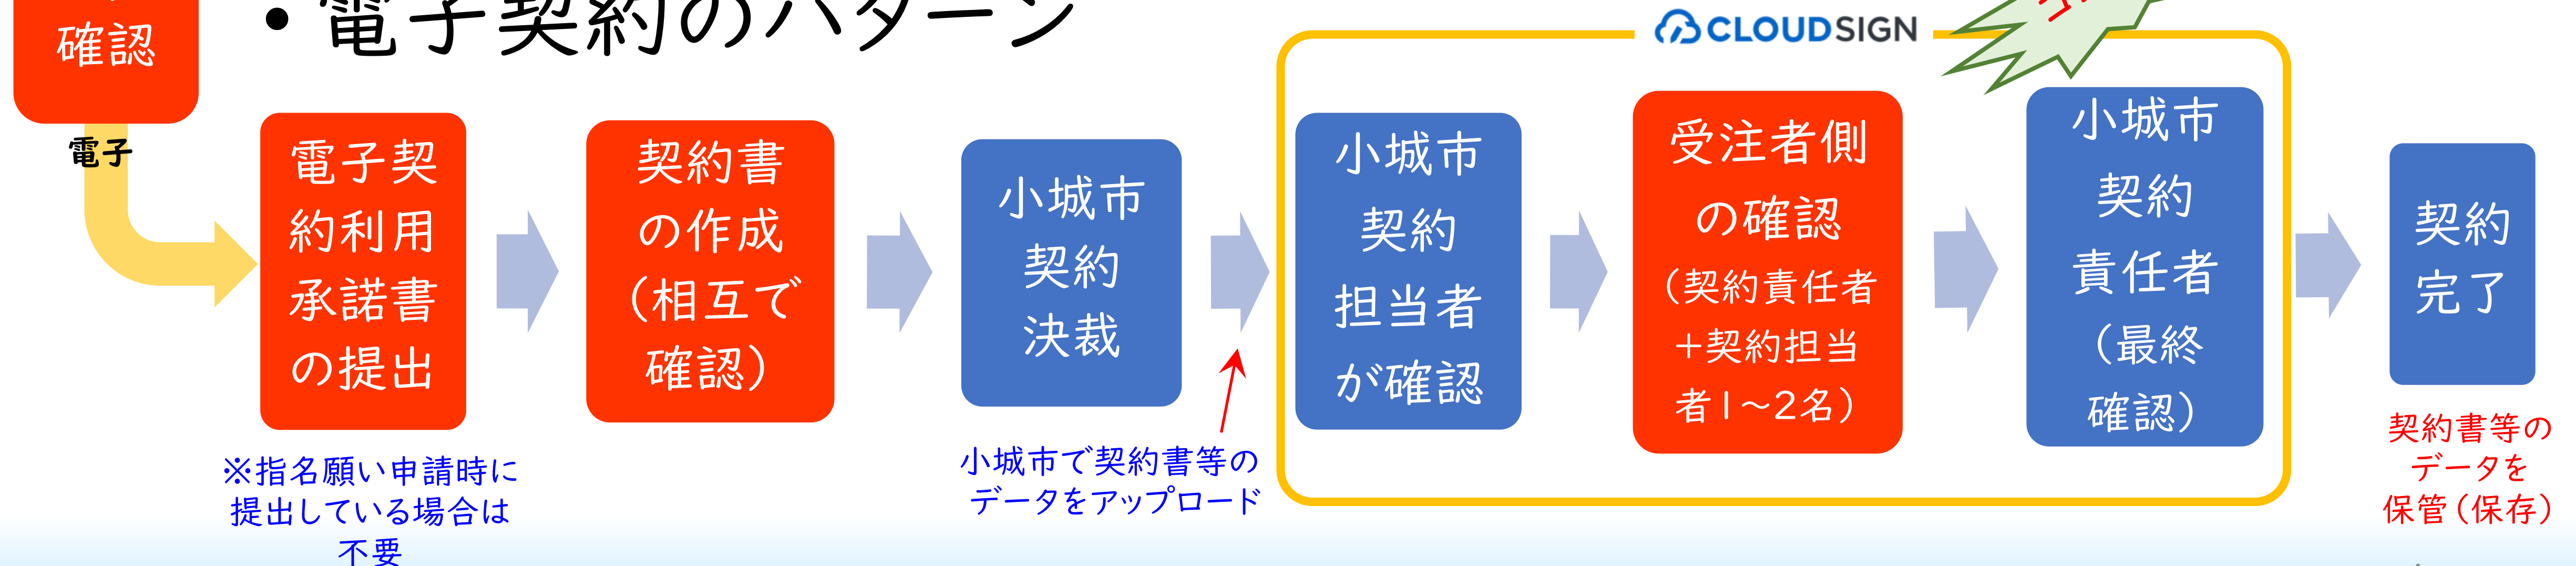 確認
・電子契約のパターン
CLOUDSIGN
電子
電子契
約利用
承諾書
の提出
※指名願い申請時に
提出している場合は
不要
契約書
の作成
（相互で
確認）
小城市
契約
決裁
小城市で契約書等の
データをアップロード
小城市
契約
担当者
が確認
受注者側
の確認
（契約責任者
＋契約担当
者1～2名）
小城市
契約
責任者
（最終
確認）
契約
完了
契約書等の
データを
保管（保存）